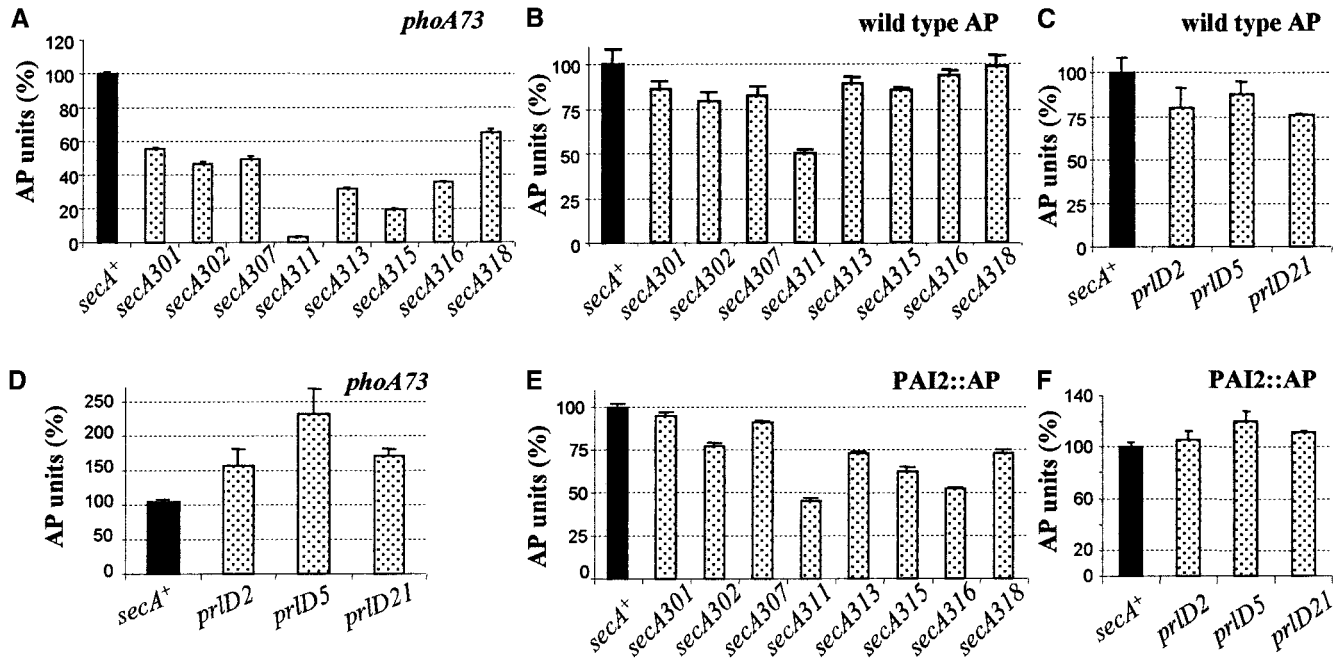 A
phoA73
AP units (%)
120
100
80
60
40
20
0
secA+
secA301
secA302
secA307
secA311
secA313
secA315
secA316
secA318
B
wild type AP
AP units (%)
100
75
50
25
0
secA+
secA301
secA302
secA307
secA311
secA313
secA315
secA316
secA318
C
wild type AP
AP units (%)
100
75
50
75
0
secA+
prlD2
prlD5
prlD21
D
phoA73
AP units (%)
250
200
150
100
50
0
secA+
prlD2
prlD5
prlD21
E
PAI2::AP
AP units (%)
100
75
50
75
0
secA+
secA301
secA302
secA307
secA311
secA313
secA315
secA316
secA318
F
PAI2::AP
AP units (%)
140
100
60
20
0
secA+
prlD2
prlD5
prlD21